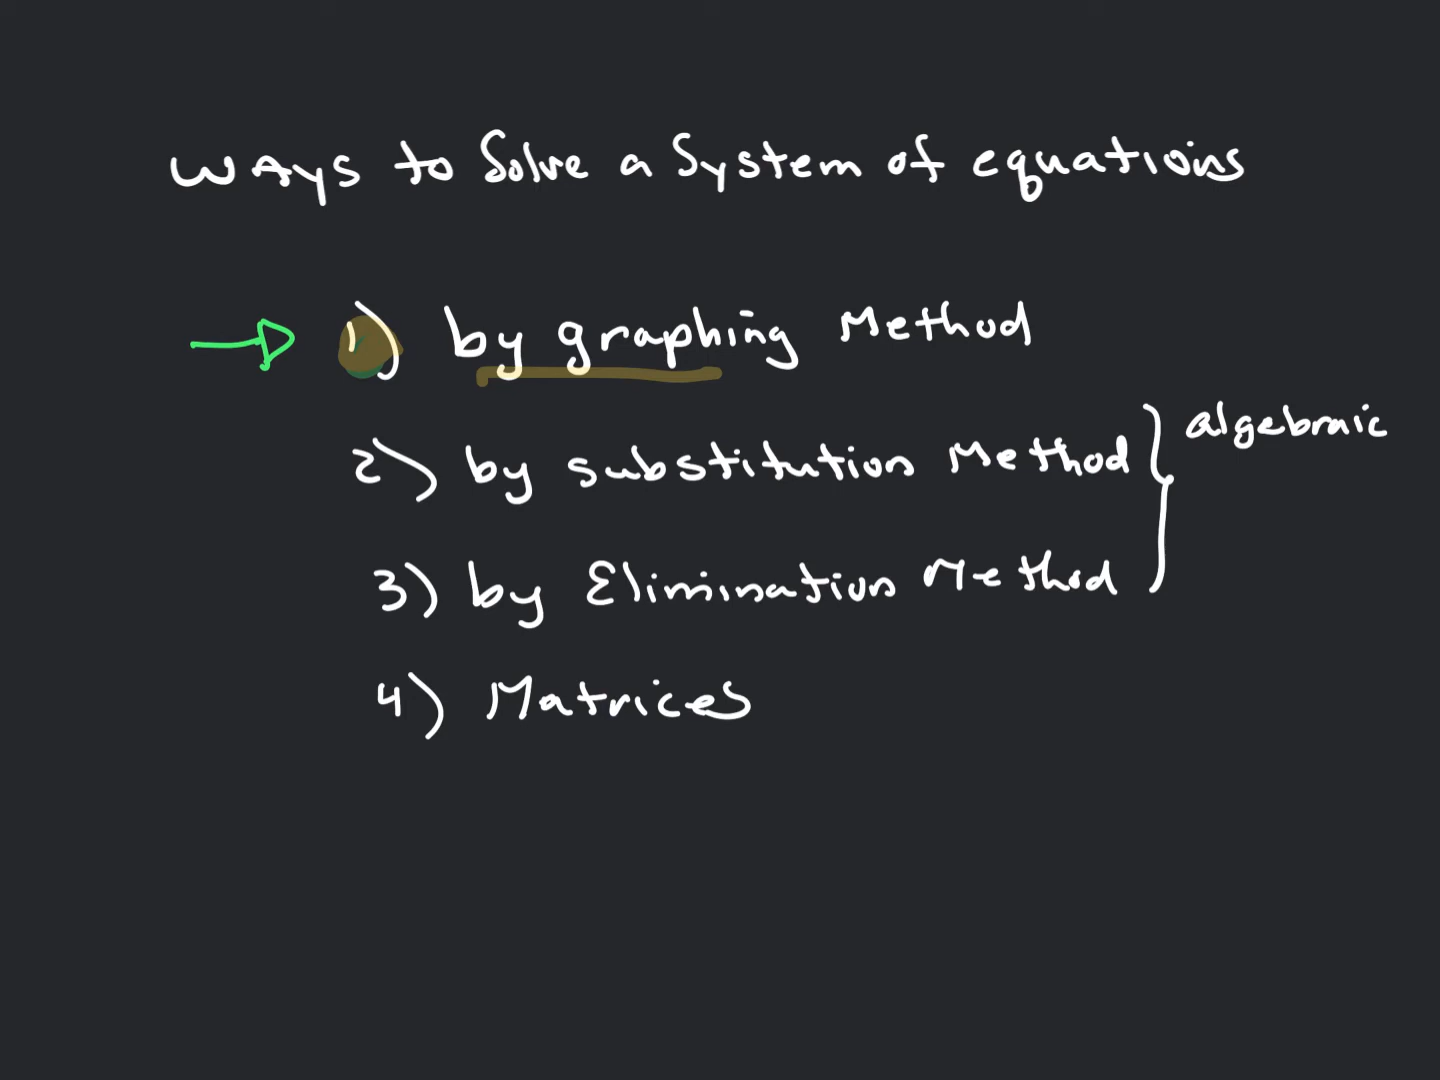 Ways to Solve a System of equations
1) by graphing Method
2) by substitution Method
algebraic
3) by Elimination Method
4) Matrices